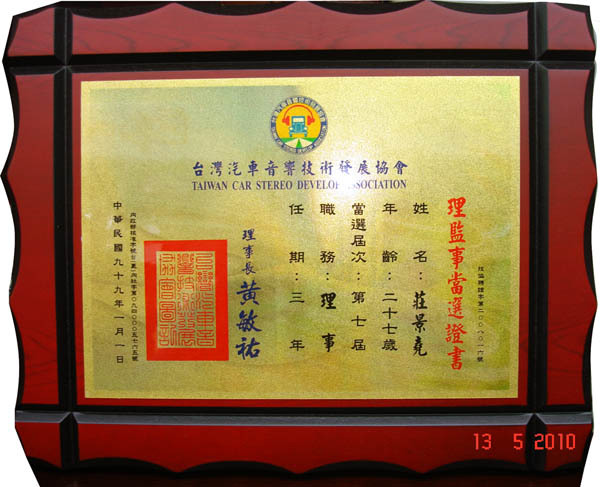 台灣汽車音響技術發展協會
TAIWAN CAR STEREO DEVELOP ASSOCIATION
理監事當選證書
姓名：莊景堯
年齡：二十七歲
當選屆次：第七屆
職務：理事
任期：三年
理事長 黃敏祐
中華民國九十九年一月一日
13 5 2010